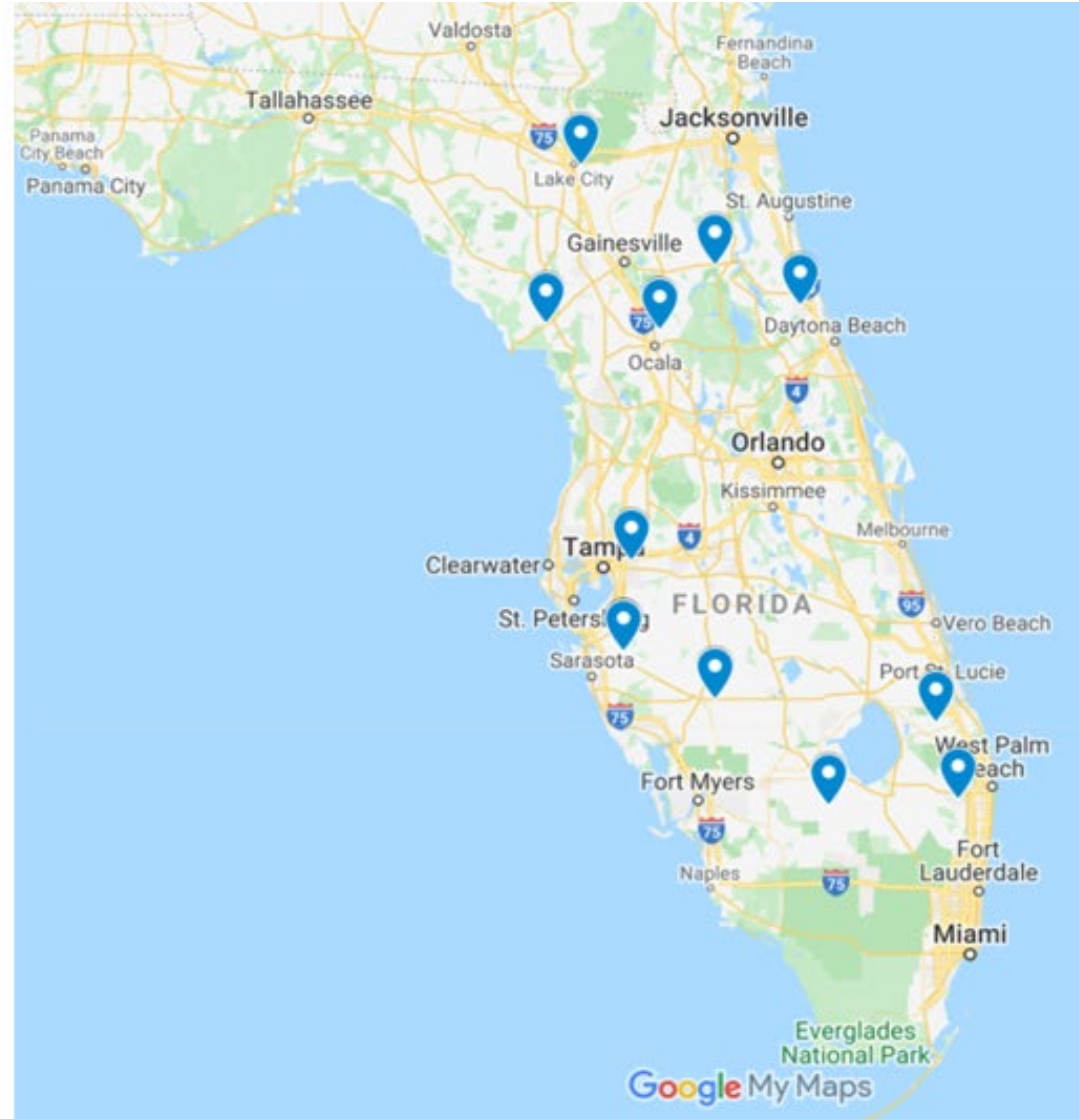 Valdosta
Fernandina
Beach
Tallahassee
Jacksonville
75
Panama
City Beach
Panama City
Lake City
St. Augustine
Gainesville
75
Daytona Beach
Ocala
4
Orlando
Kissimmee
Melbourne
4
Clearwater
Tampa
FLORIDA
95
St. Petersburg
Vero Beach
Sarasota
Port St. Lucie
75
West Palm
Beach
Fort Myers
75
Fort
Lauderdale
Naples
75
Miami
Everglades
National Park
Google My Maps